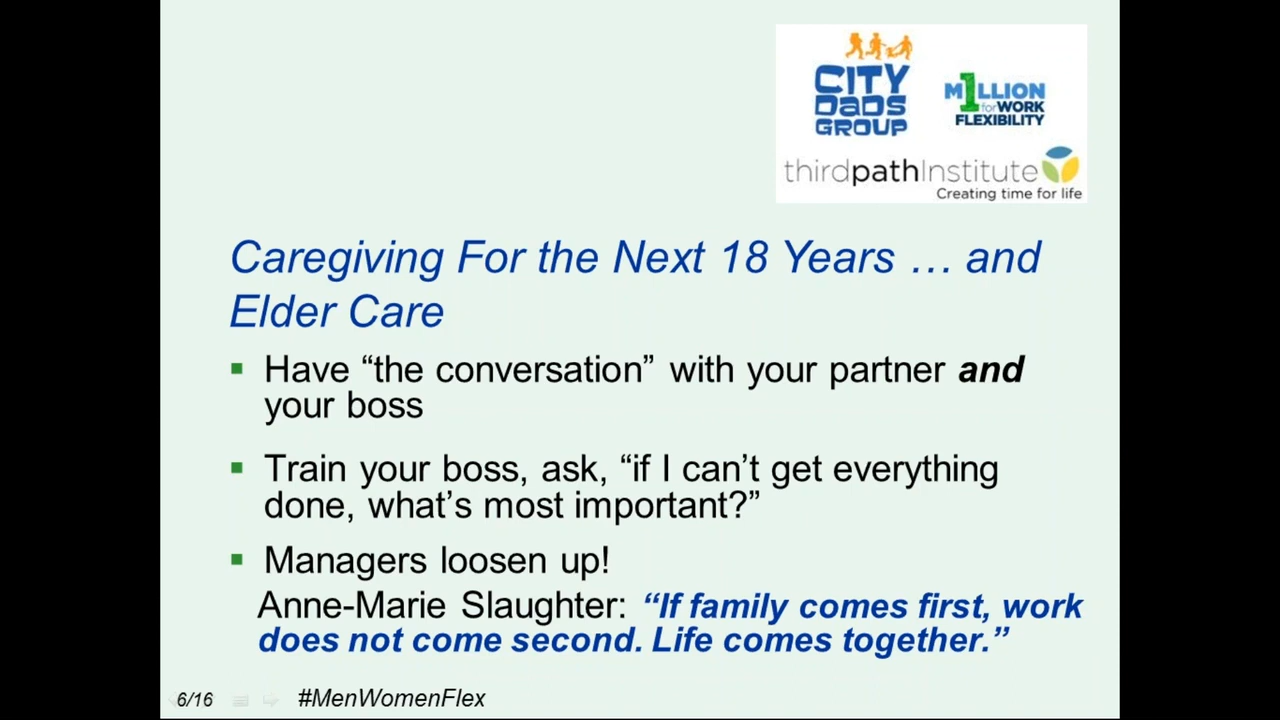 CITY
DADS
GROUP
M1LLION
for WORK
FLEXIBILITY
thirdpathInstitute
Creating time for life
Caregiving For the Next 18 Years … and
Elder Care
▪ Have “the conversation” with your partner and
your boss
▪ Train your boss, ask, “if I can’t get everything
done, what’s most important?”
▪ Managers loosen up!
Anne-Marie Slaughter: “If family comes first, work
does not come second. Life comes together.”
6/16 #MenWomenFlex